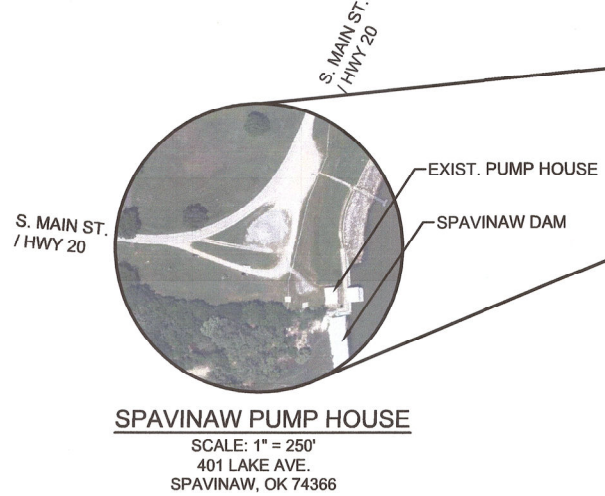 S. MAIN ST.
/ HWY 20
EXIST. PUMP HOUSE
S. MAIN ST.
/ HWY 20
SPAVINAW DAM
SPAVINAW PUMP HOUSE
SCALE: 1" = 250'
401 LAKE AVE.
SPAVINAW, OK 74366